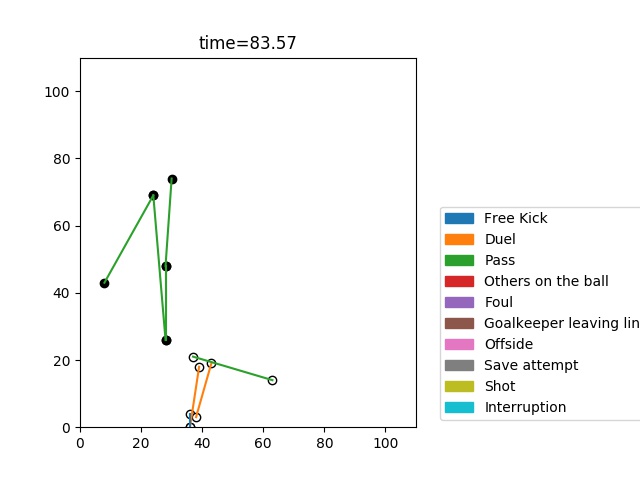 time=83.57
100
80
60
40
20
0
0 20 40 60 80 100
Free Kick
Duel
Pass
Others on the ball
Foul
Goalkeeper leaving lin
Offside
Save attempt
Shot
Interruption